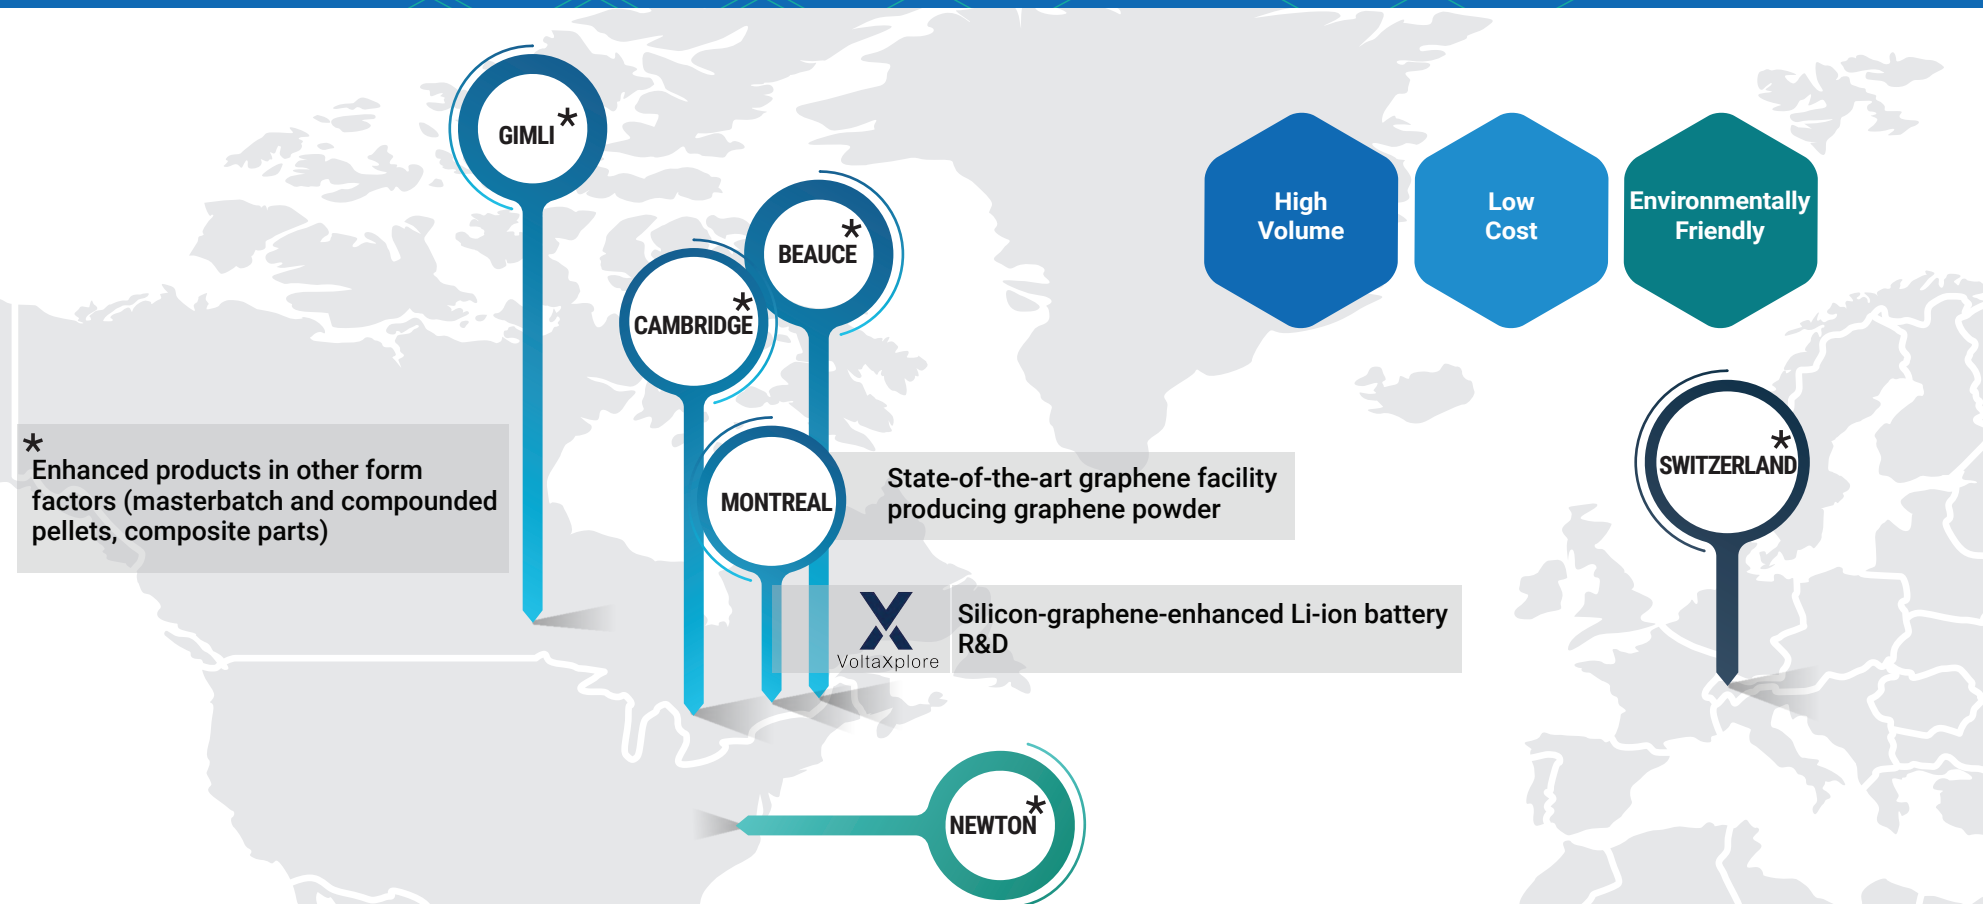 GIMLI *
BEAUCE *
CAMBRIDGE *
MONTREAL
High
Volume
Low
Cost
Environmentally
Friendly
SWITZERLAND *
*
Enhanced products in other form
factors (masterbatch and compounded
pellets, composite parts)
State-of-the-art graphene facility
producing graphene powder
VoltaXplore
Silicon-graphene-enhanced Li-ion battery
R&D
NEWTON *